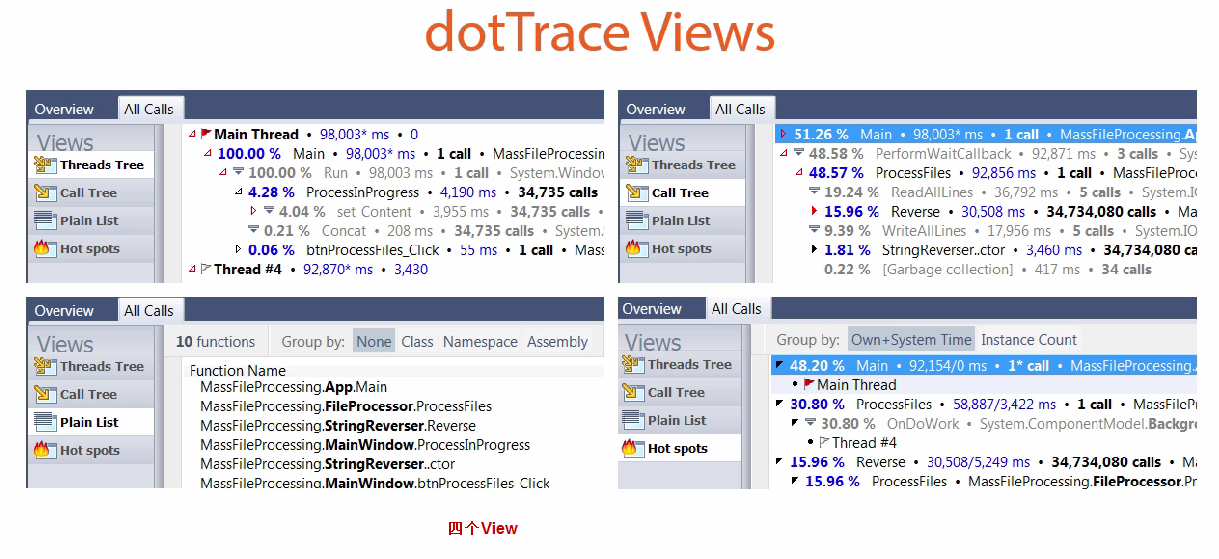 dotTrace Views
Overview All Calls
Views
Threads Tree
Call Tree
Plain List
Hot spots
Main Thread • 98,003* ms • 0
100.00 % Main • 98,003* ms • 1 call • MassFileProcessing
100.00 % Run • 98,003 ms • 1 call • System.Window
4.28 % ProcessInProgress • 4,190 ms • 34,735 calls
4.04 % set Content • 3,955 ms • 34,735 calls •
0.21 % Concat • 208 ms • 34,735 calls • System.
0.06 % btnProcessFiles_Click • 55 ms • 1 call • Mass
Thread #4 • 92,870* ms • 3,430
Overview All Calls
Views
Threads Tree
Call Tree
Plain List
Hot spots
51.26 % Main • 98,003* ms • 1 call • MassFileProcessing.Ap
48.58 % PerformWaitCallback • 92,871 ms • 3 calls • Sys
48.57 % ProcessFiles • 92,856 ms • 1 call • MassFileP
19.24 % ReadAllLines • 36,792 ms • 5 calls • System.IO
15.96 % Reverse • 30,508 ms • 34,734,080 calls • Ma
9.39 % WriteAllLines • 17,956 ms • 5 calls • System.IO
1.81 % StringReverser..ctor • 3,460 ms • 34,734,080 cal
0.22 % [Garbage collection] • 417 ms • 34 calls
Overview All Calls
Views
Threads Tree
Call Tree
Plain List
Hot spots
10 functions Group by: None Class Namespace Assembly
Function Name
MassFileProcessing.App.Main
MassFileProcessing.FileProcessor.ProcessFiles
MassFileProcessing.StringReverser.Reverse
MassFileProcessing.MainWindow.ProcessInProgress
MassFileProcessing.StringReverser..ctor
MassFileProcessing.MainWindow.btnProcessFiles_Click
Overview All Calls
Views
Threads Tree
Call Tree
Plain List
Hot spots
Group by: Own+System Time Instance Count
48.20 % Main • 92,154/0 ms • 1* call • MassFileProcessing.
Main Thread
30.80 % ProcessFiles • 58,887/3,422 ms • 1 call • MassFileP
30.80 % OnDoWork • System.ComponentModel.Backgro
Thread #4
15.96 % Reverse • 30,508/5,249 ms • 34,734,080 calls • Ma
15.96 % ProcessFiles • MassFileProcessing.FileProcessor.Pr
四个View